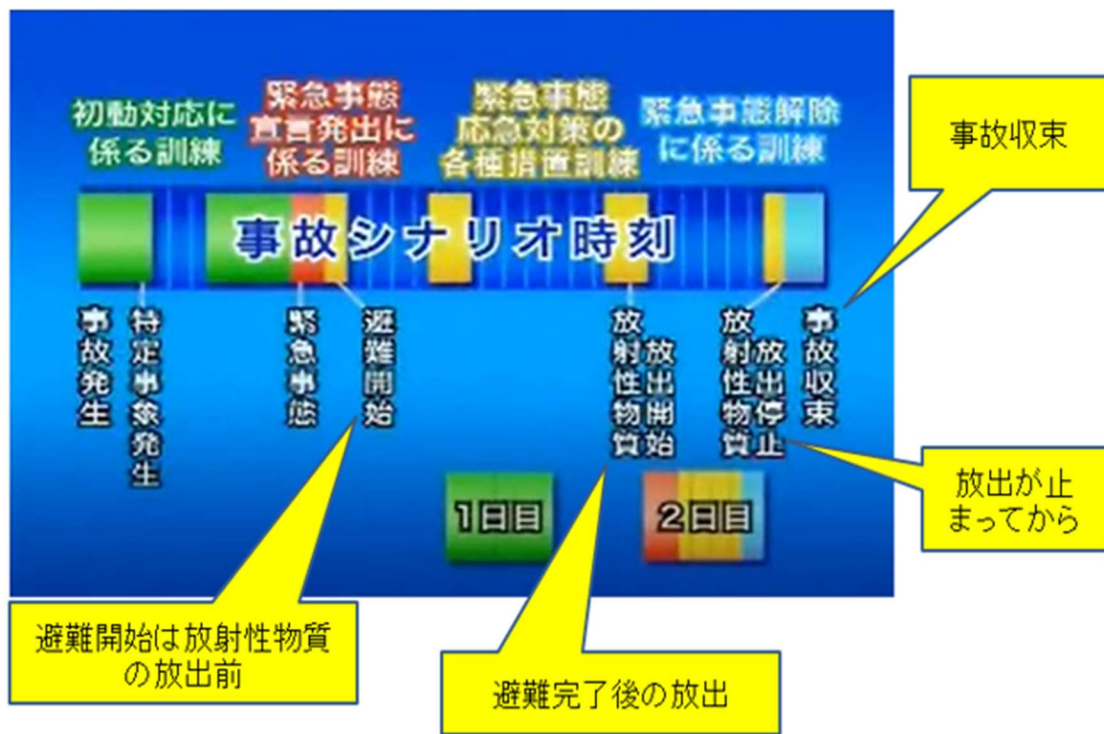 初動対応に
係る訓練
緊急事態
宣言発出に
係る訓練
緊急事態
応急対策の
各種措置訓練
緊急事態解除
に係る訓練
事故収束
事故シナリオ時刻
事故発生
特定事象発生
緊急事態
避難開始
放射性物質
放出開始
放射性物質
放出停止
事故収束
1日目
2日目
放出が止
まってから
避難開始は放射性物質
の放出前
避難完了後の放出